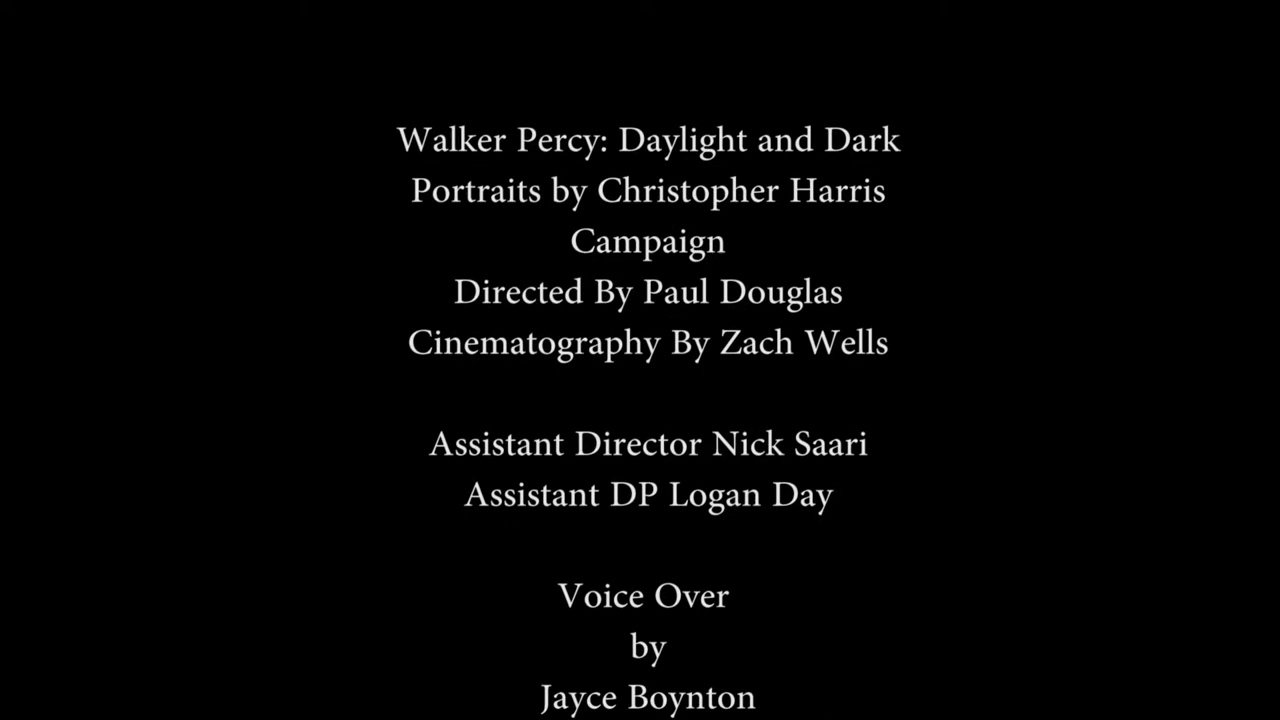 Walker Percy: Daylight and Dark
Portraits by Christopher Harris
Campaign
Directed By Paul Douglas
Cinematography By Zach Wells
Assistant Director Nick Saari
Assistant DP Logan Day
Voice Over
by
Jayce Boynton